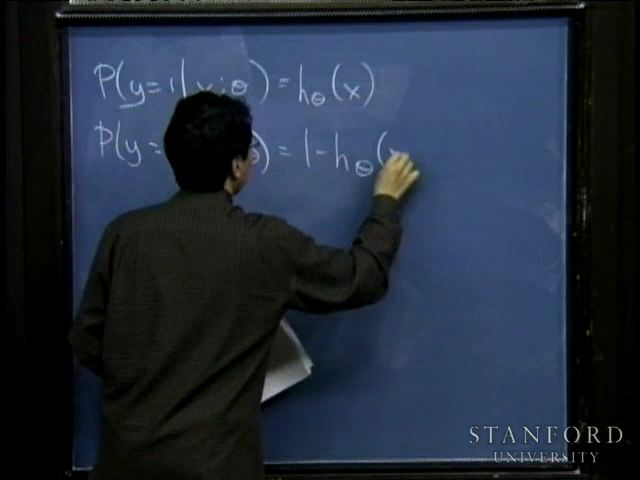 P(y=1|x;θ) = hθ(x)
P(y= θ) = 1-hθ(
STANFORD
UNIVERSITY